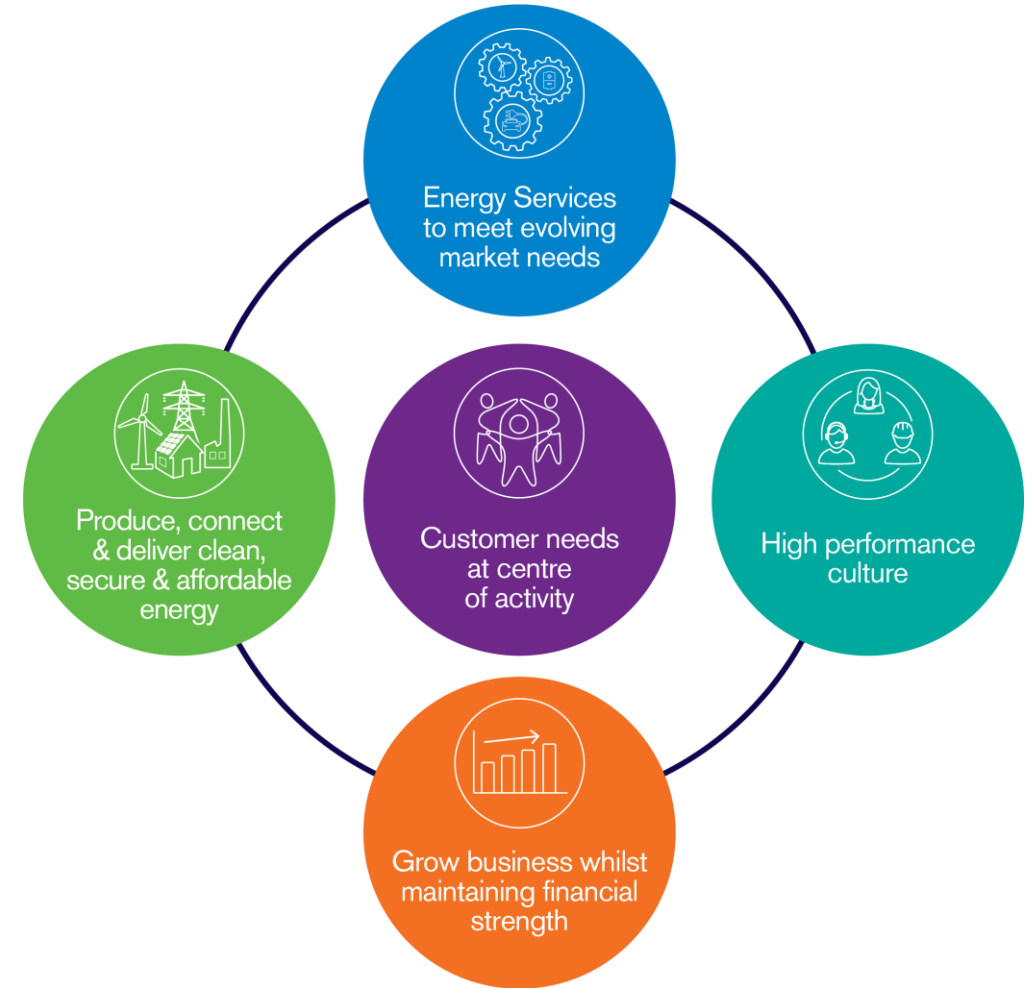 Energy Services
to meet evolving
market needs
Produce, connect
& deliver clean,
secure & affordable
energy
Customer needs
at centre
of activity
High performance
culture
Grow business whilst
maintaining financial
strength